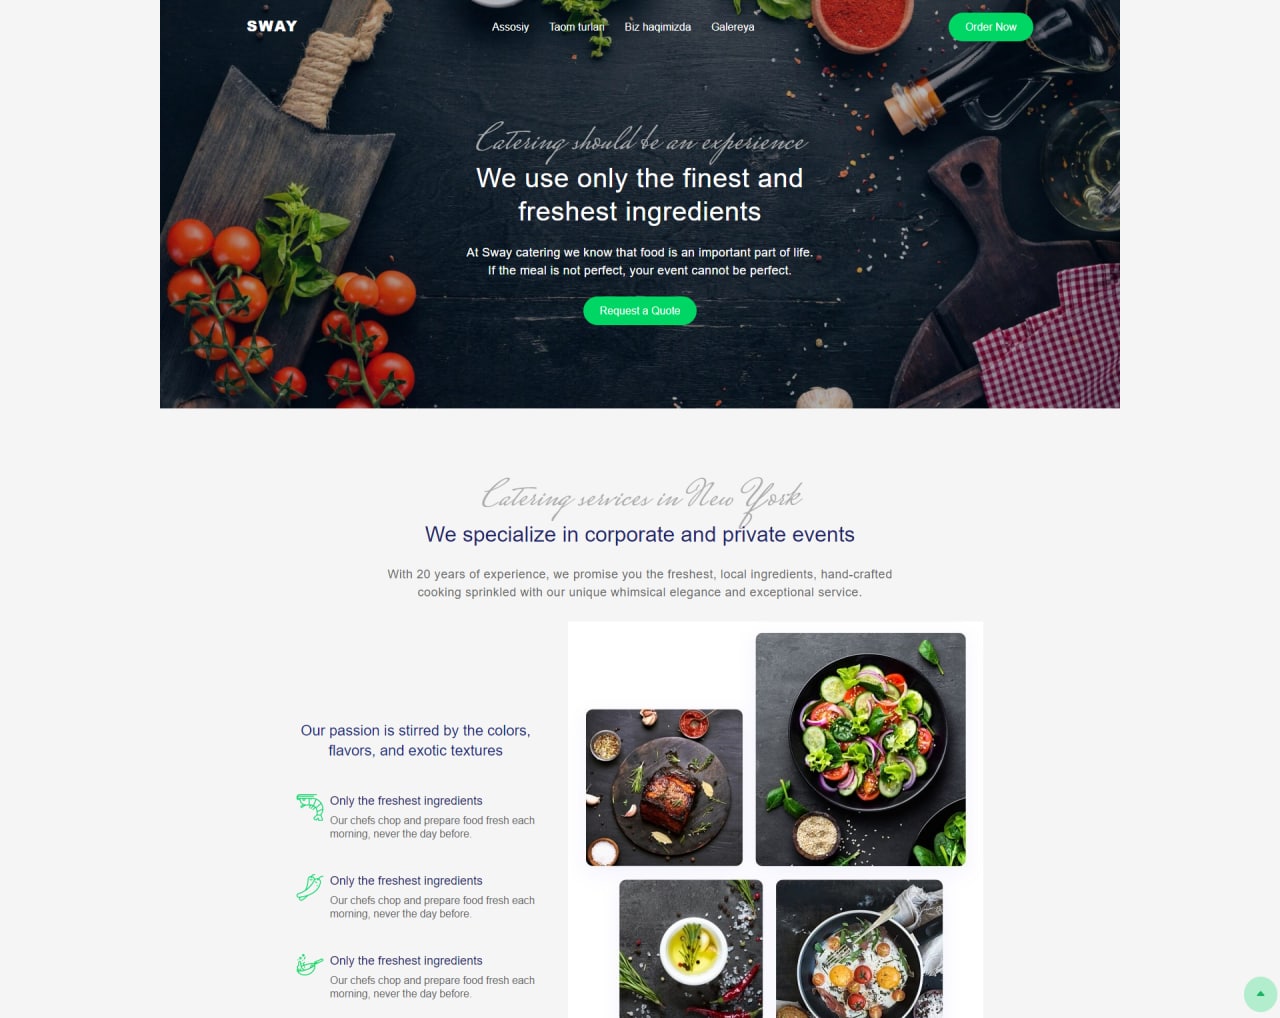 SWAY
Assosiy
Taom turlari
Biz haqimizda
Galereya
Order Now
Catering should be an experience
We use only the finest and
freshest ingredients
At Sway catering we know that food is an important part of life.
If the meal is not perfect, your event cannot be perfect.
Request a Quote
Catering services in New York
We specialize in corporate and private events
With 20 years of experience, we promise you the freshest, local ingredients, hand-crafted
cooking sprinkled with our unique whimsical elegance and exceptional service.
Our passion is stirred by the colors,
flavors, and exotic textures
Only the freshest ingredients
Our chefs chop and prepare food fresh each
morning, never the day before.
Only the freshest ingredients
Our chefs chop and prepare food fresh each
morning, never the day before.
Only the freshest ingredients
Our chefs chop and prepare food fresh each
morning, never the day before.